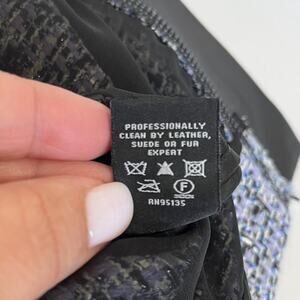 PROFESSIONALLY
CLEAN BY LEATHER,
SUEDE OR FUR
EXPERT
F
RN95135